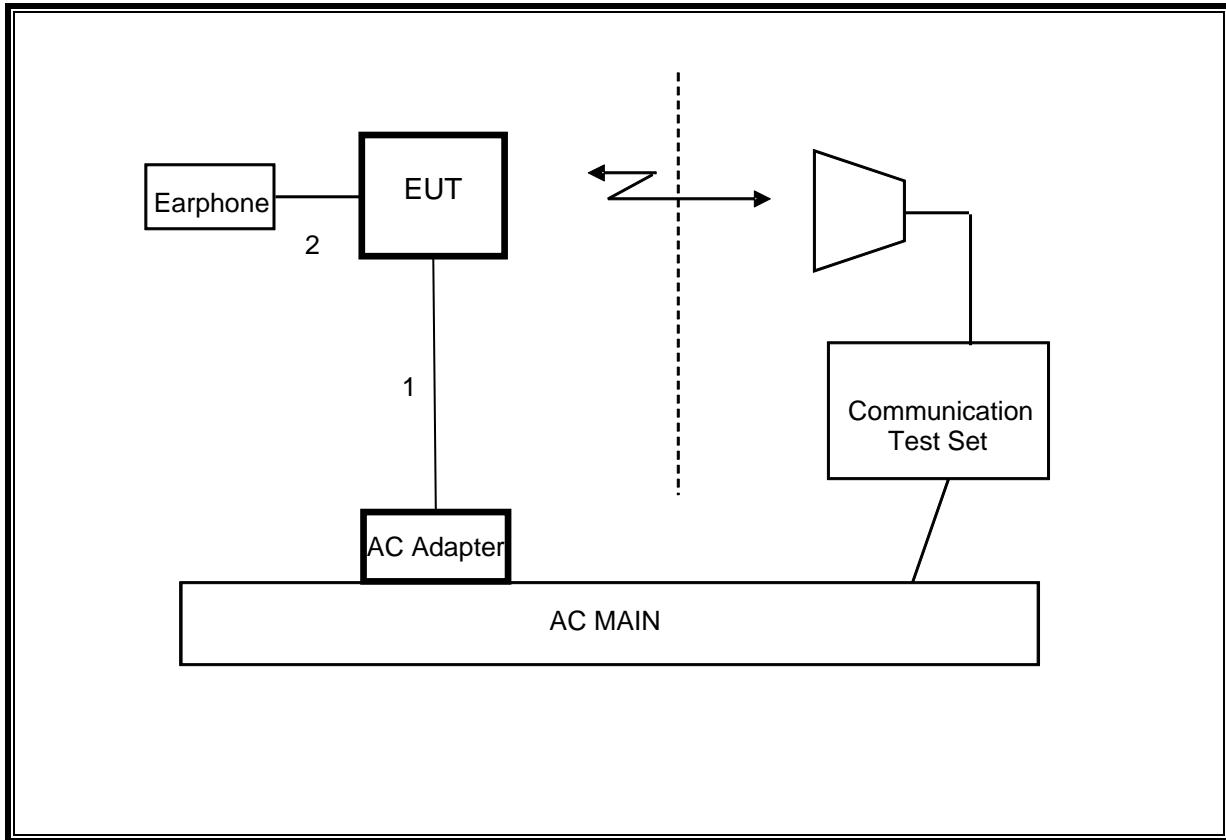 EUT
Earphone
2
1
Communication
Test Set
AC Adapter
AC MAIN